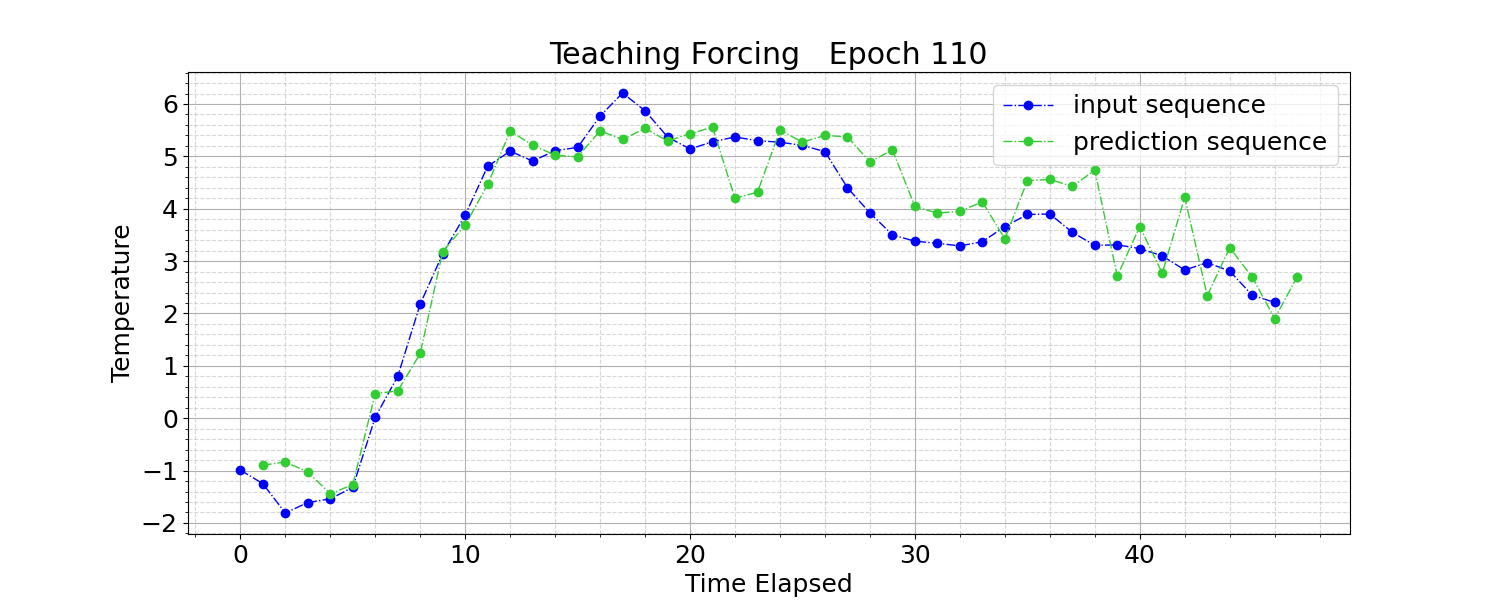 Teaching Forcing   Epoch 110
input sequence
prediction sequence
6
5
4
3
2
1
0
−1
−2
Temperature
0 10 20 30 40
Time Elapsed